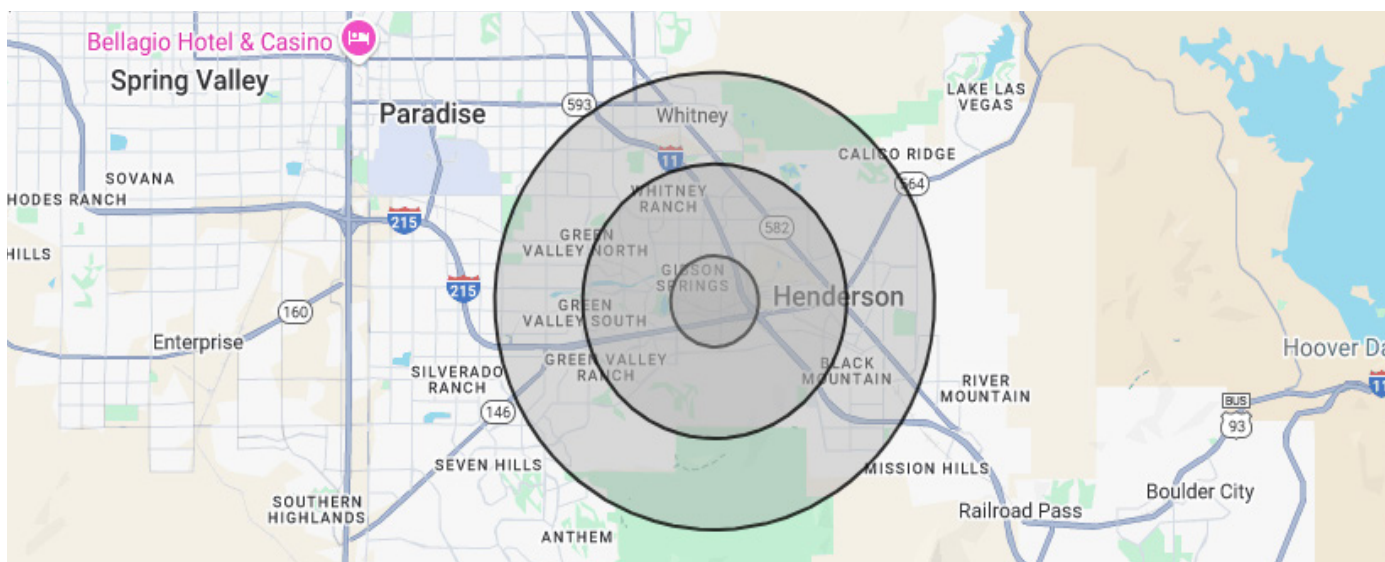 Bellagio Hotel & Casino
Spring Valley
Paradise
593
Whitney
LAKE LAS
VEGAS
11
CALICO RIDGE
564
SOVANA
HODES RANCH
WHITNEY
RANCH
215
582
GREEN
VALLEY NORTH
HILLS
GIBSON
SPRINGS
215
Henderson
160
GREEN
VALLEY SOUTH
Enterprise
Hoover Da
GREEN VALLEY
RANCH
BLACK
MOUNTAIN
SILVERADO
RANCH
RIVER
MOUNTAIN
11
BUS
93
146
SEVEN HILLS
MISSION HILLS
Boulder City
SOUTHERN
HIGHLANDS
Railroad Pass
ANTHEM